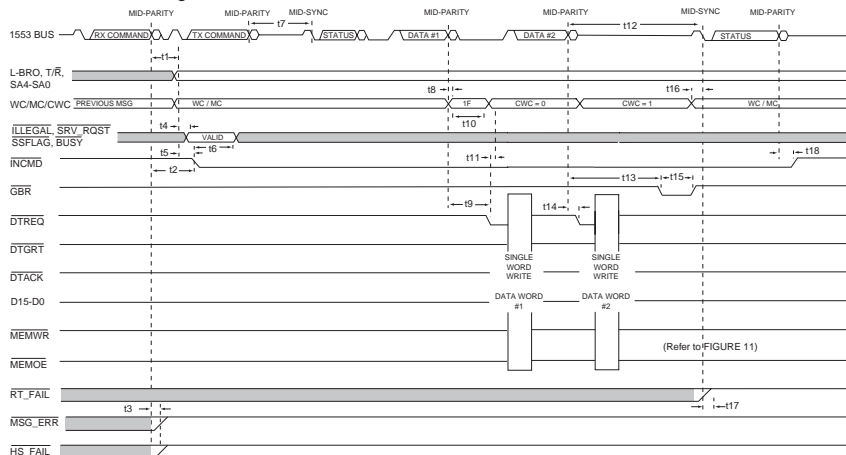 MID-PARITY MID-PARITY MID-SYNC MID-PARITY MID-PARITY MID-SYNC MID-PARITY
t7 t12
1553 BUS RX COMMAND TX COMMAND STATUS DATA #1 DATA #2 STATUS
t1
L-BRO, T/R,
SA4-SA0
t8 t16
WC/MC/CWC PREVIOUS MSG WC / MC 1F CWC = 0 CWC = 1 WC / MC
t4 t10
ILLEGAL, SRV_RQST
SSFLAG, BUSY VALID
t5 t6 t11 t18
INCMD
t2 t13 t15
GBR
t9 t14
DTREQ
DTGRT SINGLE WORD WRITE SINGLE WORD WRITE
DTACK
D15-D0 DATA WORD #1 DATA WORD #2
MEMWR
(Refer to FIGURE 11)
MEMOE
RT_FAIL
t3 t17
MSG_ERR
HS_FAIL